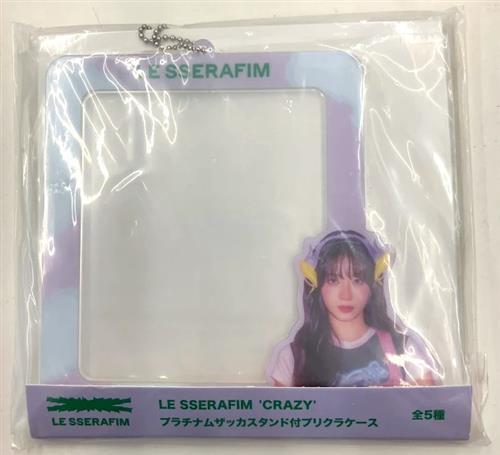 LE SSERAFIM
LE SSERAFIM
LE SSERAFIM 'CRAZY'
プラチナムザッカスタンド付プリクラケース
全5種